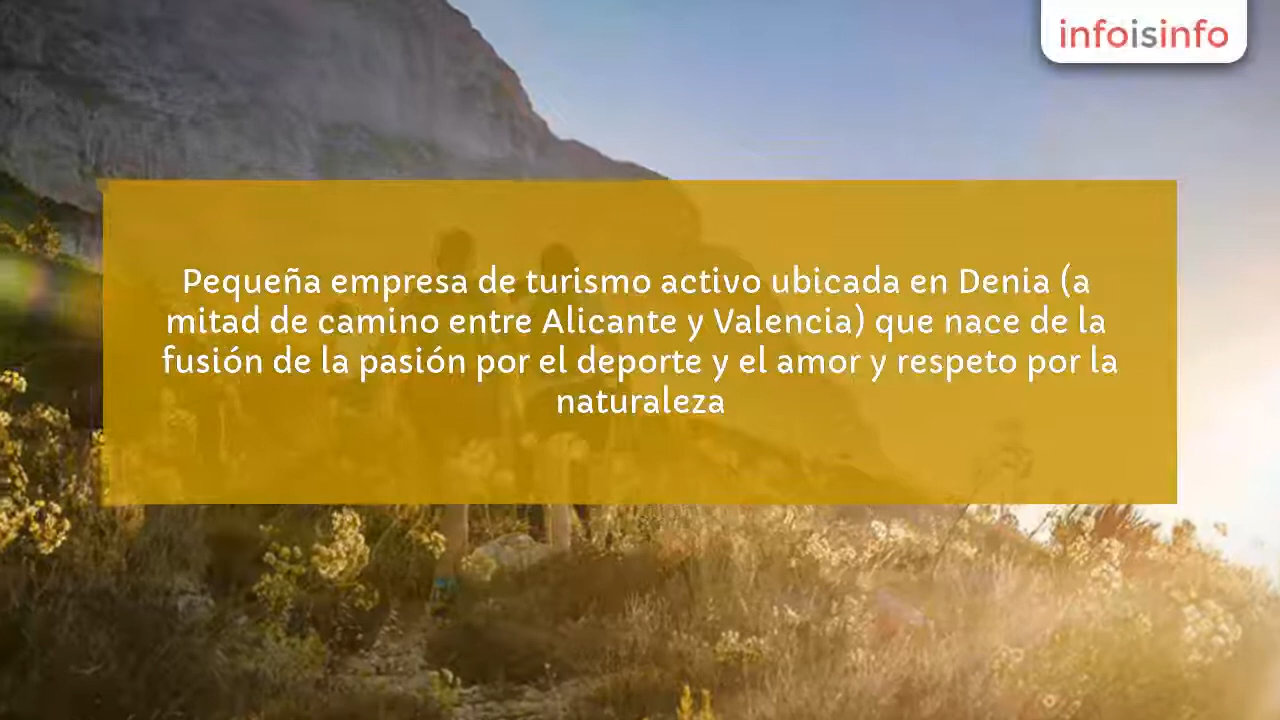 infoisinfo
Pequeña empresa de turismo activo ubicada en Denia (a
mitad de camino entre Alicante y Valencia) que nace de la
fusión de la pasión por el deporte y el amor y respeto por la
naturaleza